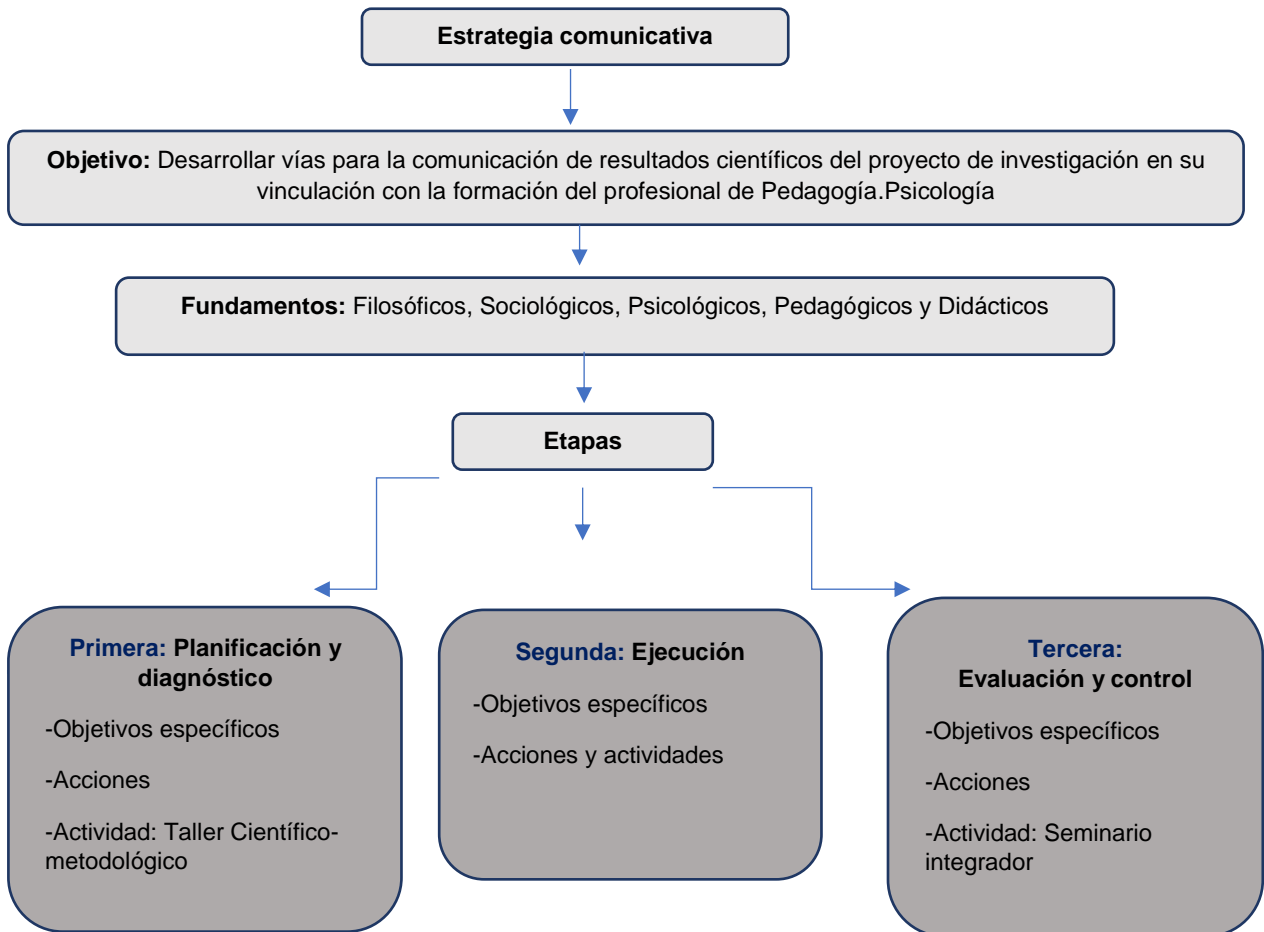 Estrategia comunicativa
Objetivo: Desarrollar vías para la comunicación de resultados científicos del proyecto de investigación en su
vinculación con la formación del profesional de Pedagogía.Psicología
Fundamentos: Filosóficos, Sociológicos, Psicológicos, Pedagógicos y Didácticos
Etapas
Primera: Planificación y
diagnóstico
-Objetivos específicos
-Acciones
-Actividad: Taller Científico-
metodológico
Segunda: Ejecución
-Objetivos específicos
-Acciones y actividades
Tercera:
Evaluación y control
-Objetivos específicos
-Acciones
-Actividad: Seminario
integrador